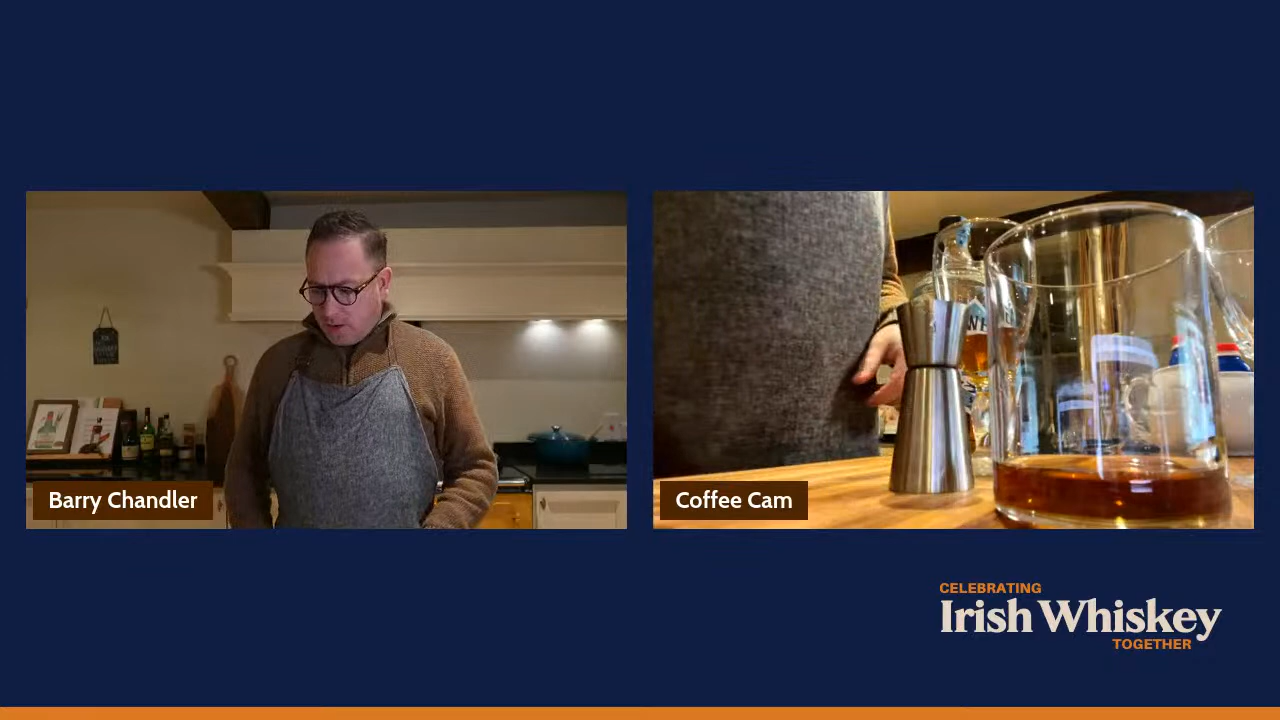 Barry Chandler
Coffee Cam
CELEBRATING
Irish Whiskey
TOGETHER